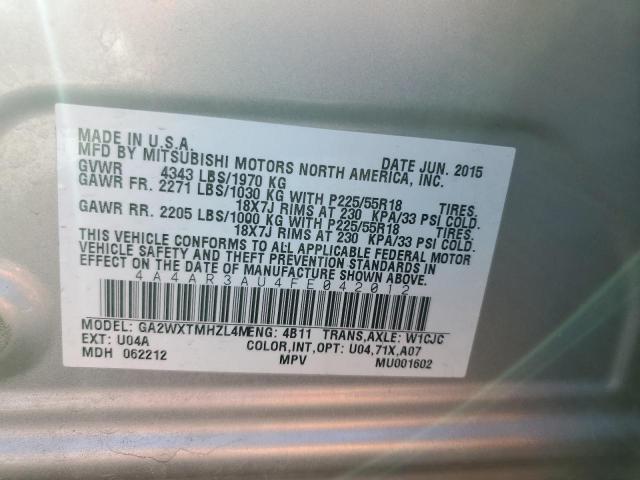 MADE IN U.S.A. DATE JUN. 2015
MFD BY MITSUBISHI MOTORS NORTH AMERICA, INC.
GVWR 4343 LBS/1970 KG
GAWR FR. 2271 LBS/1030 KG WITH P225/55R18 TIRES.
18X7J RIMS AT 230 KPA/33 PSI COLD.
GAWR RR. 2205 LBS/1000 KG WITH P225/55R18 TIRES.
18X7J RIMS AT 230 KPA/33 PSI COLD.
THIS VEHICLE CONFORMS TO ALL APPLICABLE FEDERAL MOTOR
VEHICLE SAFETY AND THEFT PREVENTION STANDARDS IN
EFFECT ON THE DATE OF MANUFACTURE SHOWN ABOVE.
4A4AR3AU4FE042012
MODEL: GA2WXTMHZL4MENG: 4B11 TRANS,AXLE: W1CJC
EXT: U04A COLOR,INT,OPT: U04,71X,A07
MDH 062212 MPV MU001602